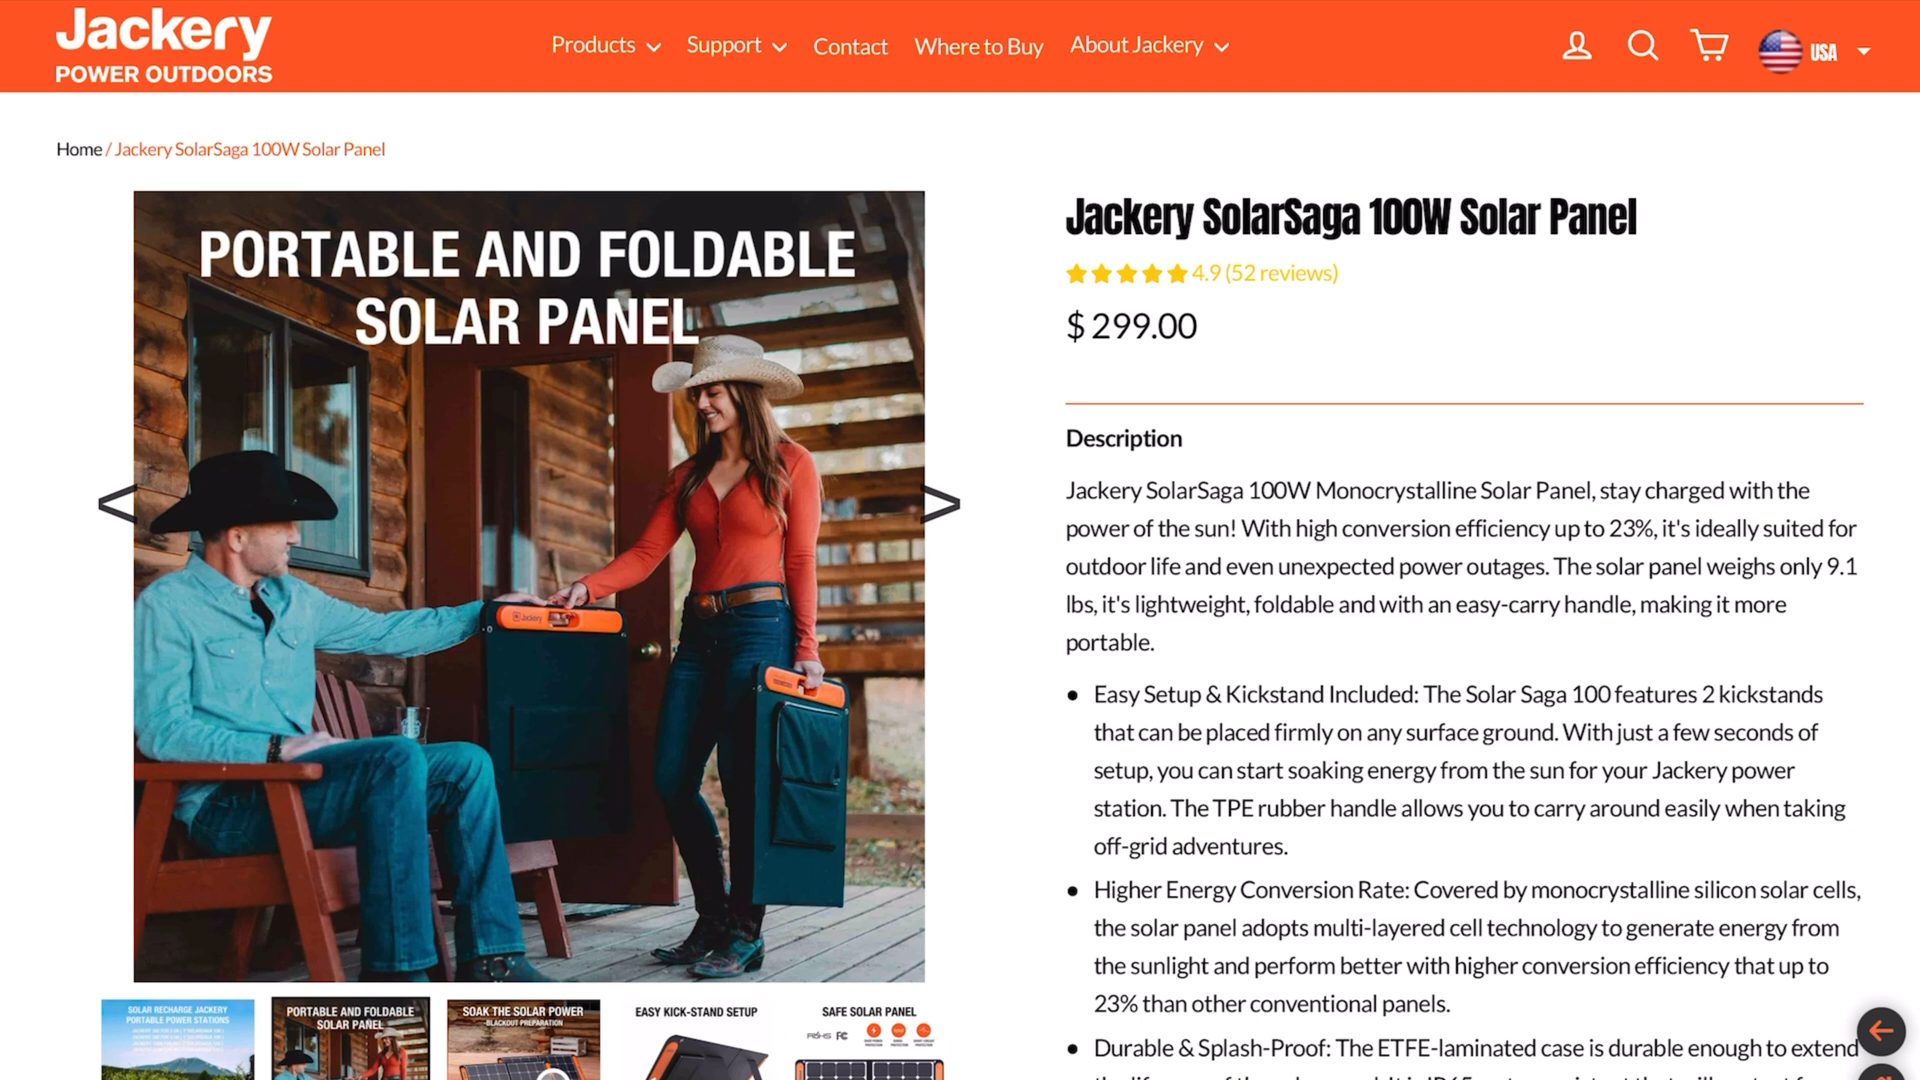 Jackery
POWER OUTDOORS
Products
Support
Contact
Where to Buy
About Jackery
USA
Home / Jackery SolarSaga 100W Solar Panel
PORTABLE AND FOLDABLE
SOLAR PANEL
Jackery
Jackery SolarSaga 100W Solar Panel
4.9 (52 reviews)
$ 299.00
Description
Jackery SolarSaga 100W Monocrystalline Solar Panel, stay charged with the
power of the sun! With high conversion efficiency up to 23%, it's ideally suited for
outdoor life and even unexpected power outages. The solar panel weighs only 9.1
lbs, it's lightweight, foldable and with an easy-carry handle, making it more
portable.
• Easy Setup & Kickstand Included: The Solar Saga 100 features 2 kickstands
that can be placed firmly on any surface ground. With just a few seconds of
setup, you can start soaking energy from the sun for your Jackery power
station. The TPE rubber handle allows you to carry around easily when taking
off-grid adventures.
• Higher Energy Conversion Rate: Covered by monocrystalline silicon solar cells,
the solar panel adopts multi-layered cell technology to generate energy from
the sunlight and perform better with higher conversion efficiency that up to
23% than other conventional panels.
• Durable & Splash-Proof: The ETFE-laminated case is durable enough to extend
SOLAR RECHARGE JACKERY
PORTABLE POWER STATIONS
PORTABLE AND FOLDABLE
SOLAR PANEL
SOAK THE SOLAR POWER
-BLACKOUT PREPARATION
EASY KICK-STAND SETUP
SAFE SOLAR PANEL
RoHS FC